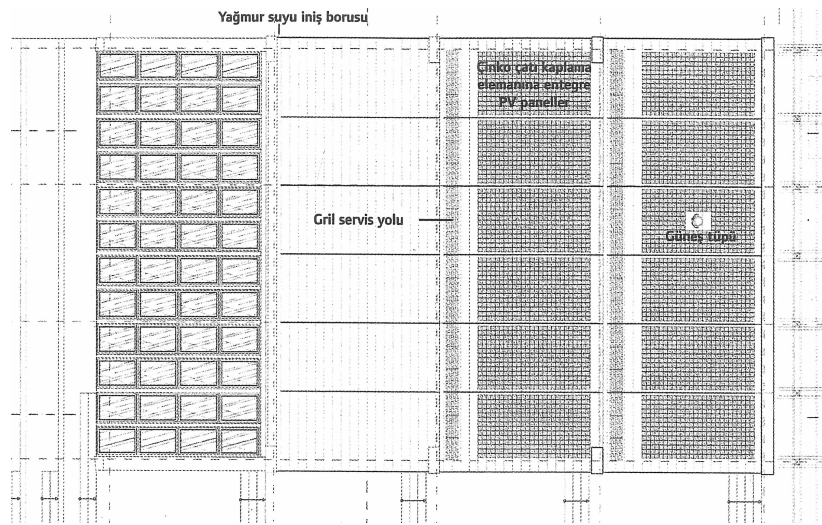 Yağmur suyu iniş borusu
Çinko çatı kaplama
elemanına entegre
PV paneller
Gril servis yolu
Güneş tüpü